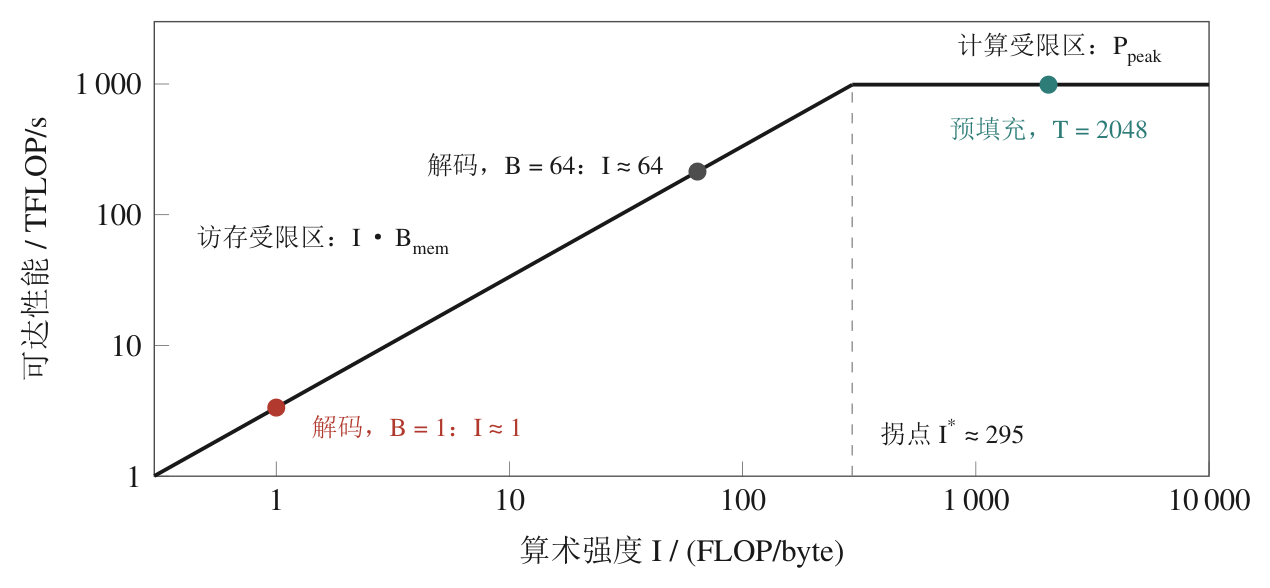 计算受限区：P_peak
1 000
预填充，T = 2048
解码，B = 64：I ≈ 64
100
访存受限区：I • B_mem
可达性能 / TFLOP/s
10
解码，B = 1：I ≈ 1
拐点 I* ≈ 295
1
1 10 100 1 000 10 000
算术强度 I / (FLOP/byte)